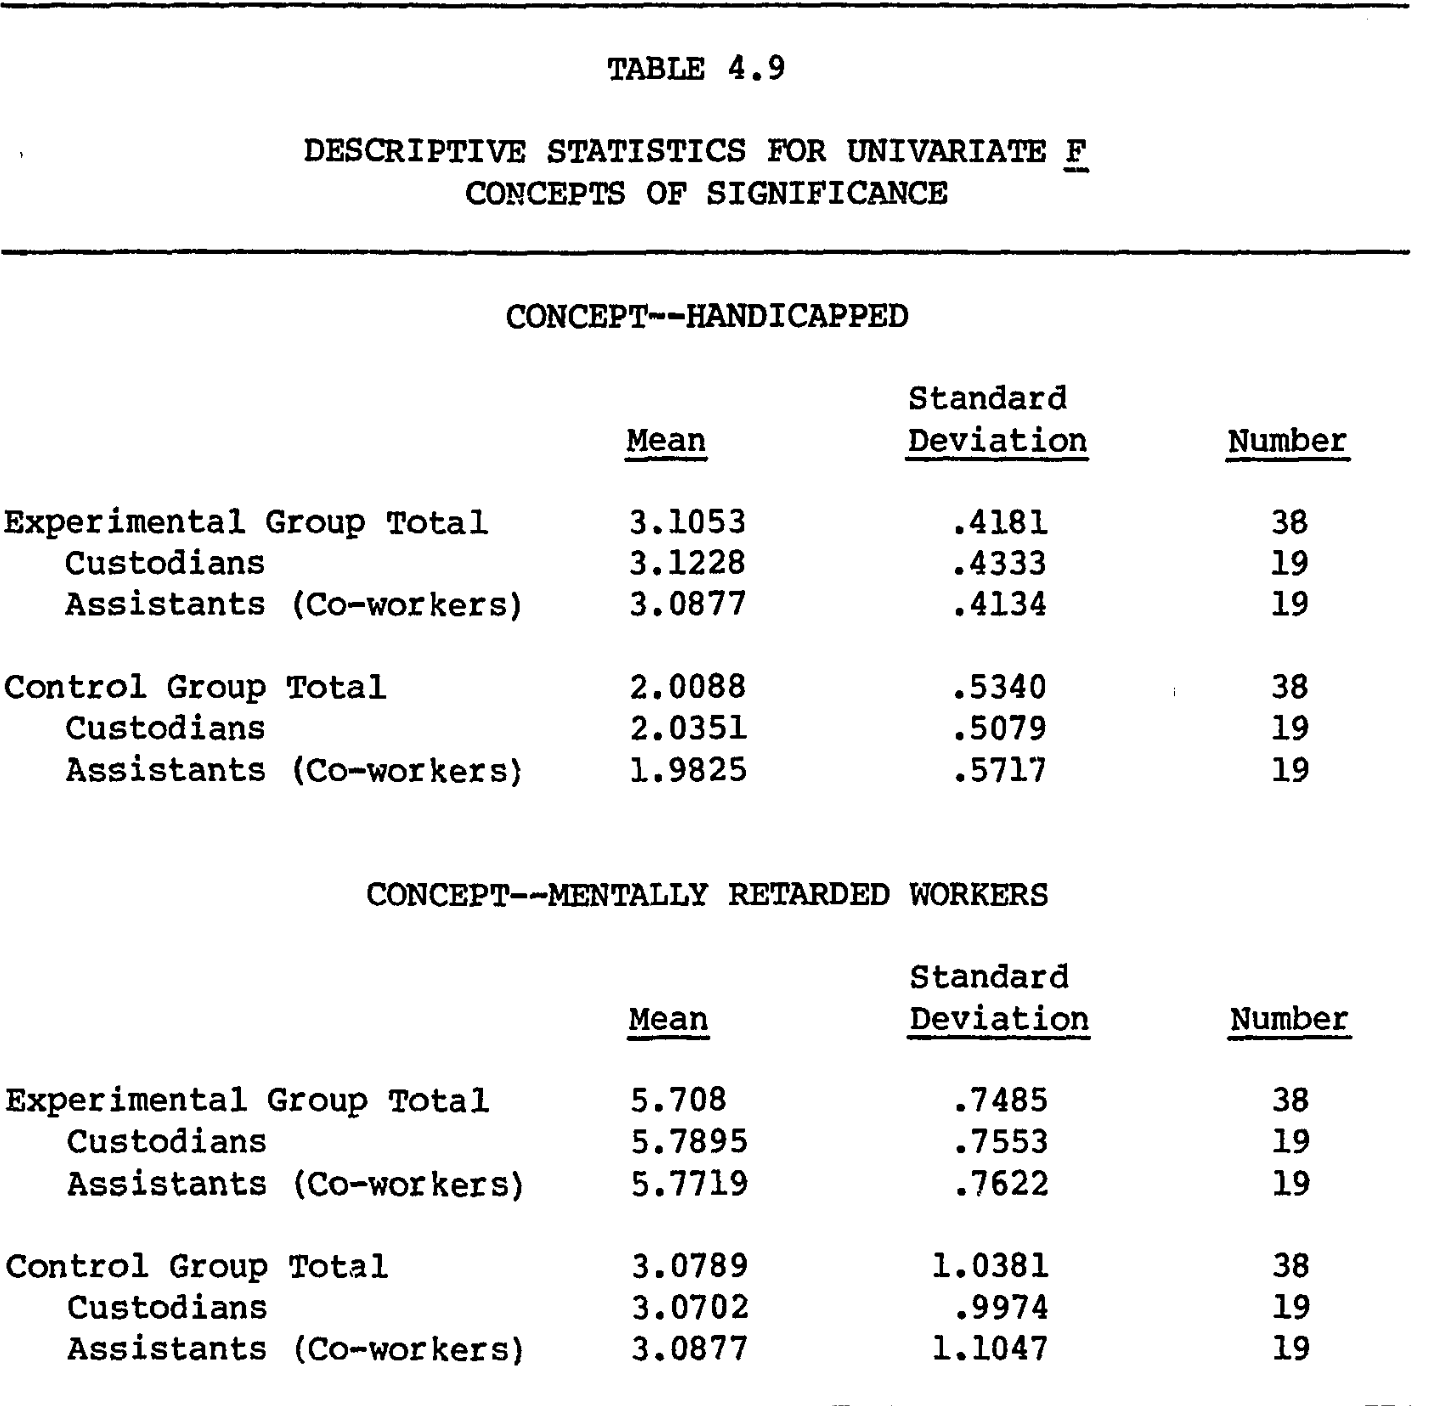 TABLE 4.9
DESCRIPTIVE STATISTICS FOR UNIVARIATE F
CONCEPTS OF SIGNIFICANCE
CONCEPT--HANDICAPPED
Standard
Mean Deviation Number
Experimental Group Total 3.1053 .4181 38
Custodians 3.1228 .4333 19
Assistants (Co-workers) 3.0877 .4134 19
Control Group Total 2.0088 .5340 38
Custodians 2.0351 .5079 19
Assistants (Co-workers) 1.9825 .5717 19
CONCEPT--MENTALLY RETARDED WORKERS
Standard
Mean Deviation Number
Experimental Group Total 5.708 .7485 38
Custodians 5.7895 .7553 19
Assistants (Co-workers) 5.7719 .7622 19
Control Group Total 3.0789 1.0381 38
Custodians 3.0702 .9974 19
Assistants (Co-workers) 3.0877 1.1047 19